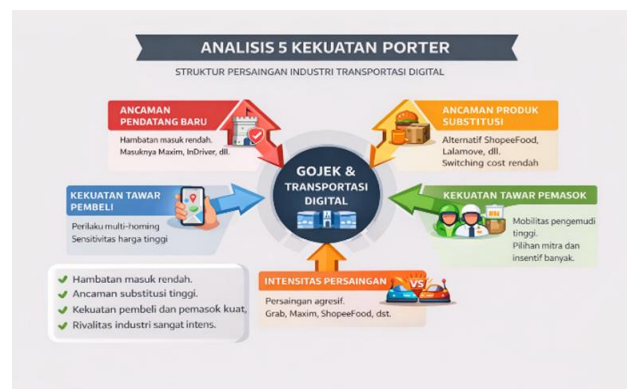 ANALISIS 5 KEKUATAN PORTER
STRUKTUR PERSAINGAN INDUSTRI TRANSPORTASI DIGITAL
ANCAMAN
PENDATANG BARU
Hambatan masuk rendah.
Masuknya Maxim, InDriver, dll.
ANCAMAN PRODUK
SUBSTITUSI
Alternatif ShopeeFood,
Lalamove, dll.
Switching cost rendah
GOJEK &
TRANSPORTASI
DIGITAL
KEKUATAN TAWAR
PEMBELI
Perilaku multi-homing
Sensitivitas harga tinggi
KEKUATAN TAWAR PEMASOK
Mobilitas pengemudi
tinggi.
Pilihan mitra dan
insentif banyak.
INTENSITAS PERSAINGAN
VS
Persaingan agresif.
Grab, Maxim, ShopeeFood, dst.
Hambatan masuk rendah.
Ancaman substitusi tinggi.
Kekuatan pembeli dan pemasok kuat,
Rivalitas industri sangat intens.